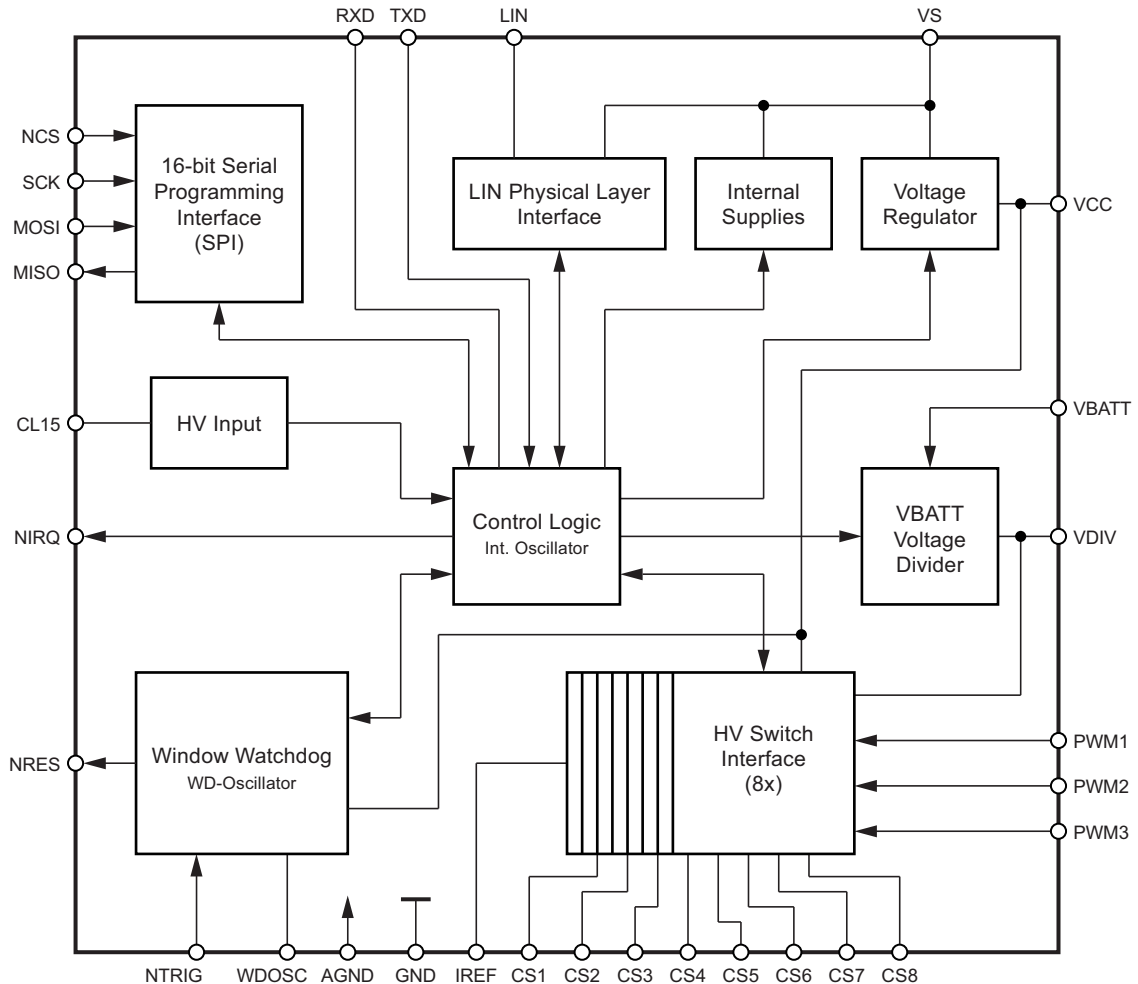 RXD
TXD
LIN
VS
NCS
SCK
MOSI
MISO
16-bit Serial
Programming
Interface
(SPI)
LIN Physical Layer
Interface
Internal
Supplies
Voltage
Regulator
VCC
CL15
HV Input
VBATT
NIRQ
Control Logic
Int. Oscillator
VBATT
Voltage
Divider
VDIV
NRES
Window Watchdog
WD-Oscillator
HV Switch
Interface
(8x)
PWM1
PWM2
PWM3
NTRIG
WDOSC
AGND
GND
IREF
CS1
CS2
CS3
CS4
CS5
CS6
CS7
CS8